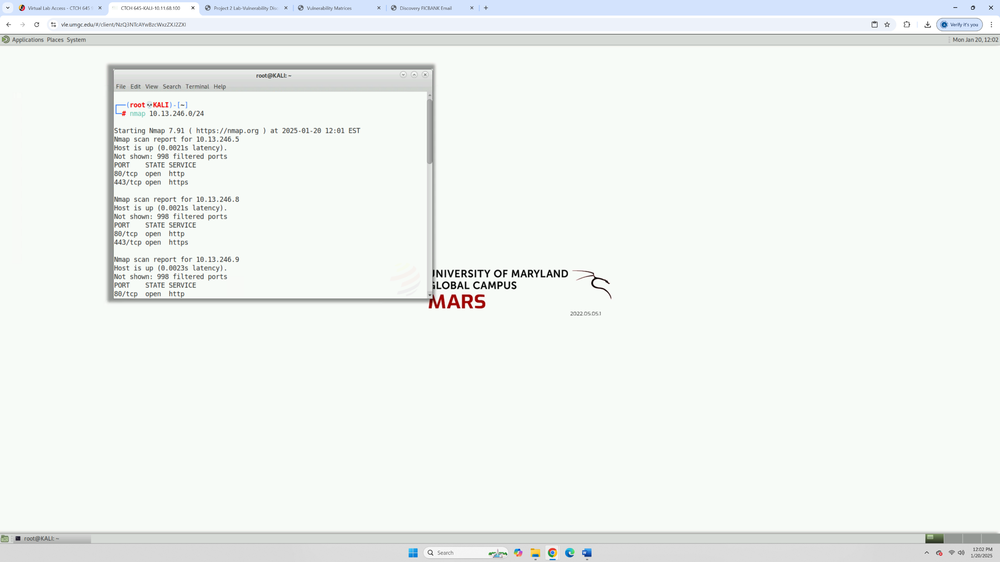 Virtual Lab Access - CTCH 645 9
CTCH 645-KALI-10.11.68.100
Project 2 Lab-Vulnerability Disc
Vulnerability Matrices
Discovery FICBANK Email
vle.umgc.edu/#/client/NzQ3NTcAYwBzcWxzZXJ2ZXI
Verify it's you
Applications Places System
Mon Jan 20, 12:02
root@KALI: ~
File Edit View Search Terminal Help
(root💀KALI)-[~]
# nmap 10.13.246.0/24
Starting Nmap 7.91 ( https://nmap.org ) at 2025-01-20 12:01 EST
Nmap scan report for 10.13.246.5
Host is up (0.0021s latency).
Not shown: 998 filtered ports
PORT    STATE SERVICE
80/tcp  open  http
443/tcp open  https
Nmap scan report for 10.13.246.8
Host is up (0.0021s latency).
Not shown: 998 filtered ports
PORT    STATE SERVICE
80/tcp  open  http
443/tcp open  https
Nmap scan report for 10.13.246.9
Host is up (0.0023s latency).
Not shown: 998 filtered ports
PORT    STATE SERVICE
80/tcp  open  http
UNIVERSITY OF MARYLAND
GLOBAL CAMPUS
MARS
2022.05.05.1
root@KALI: ~
Search
12:02 PM
1/20/2025